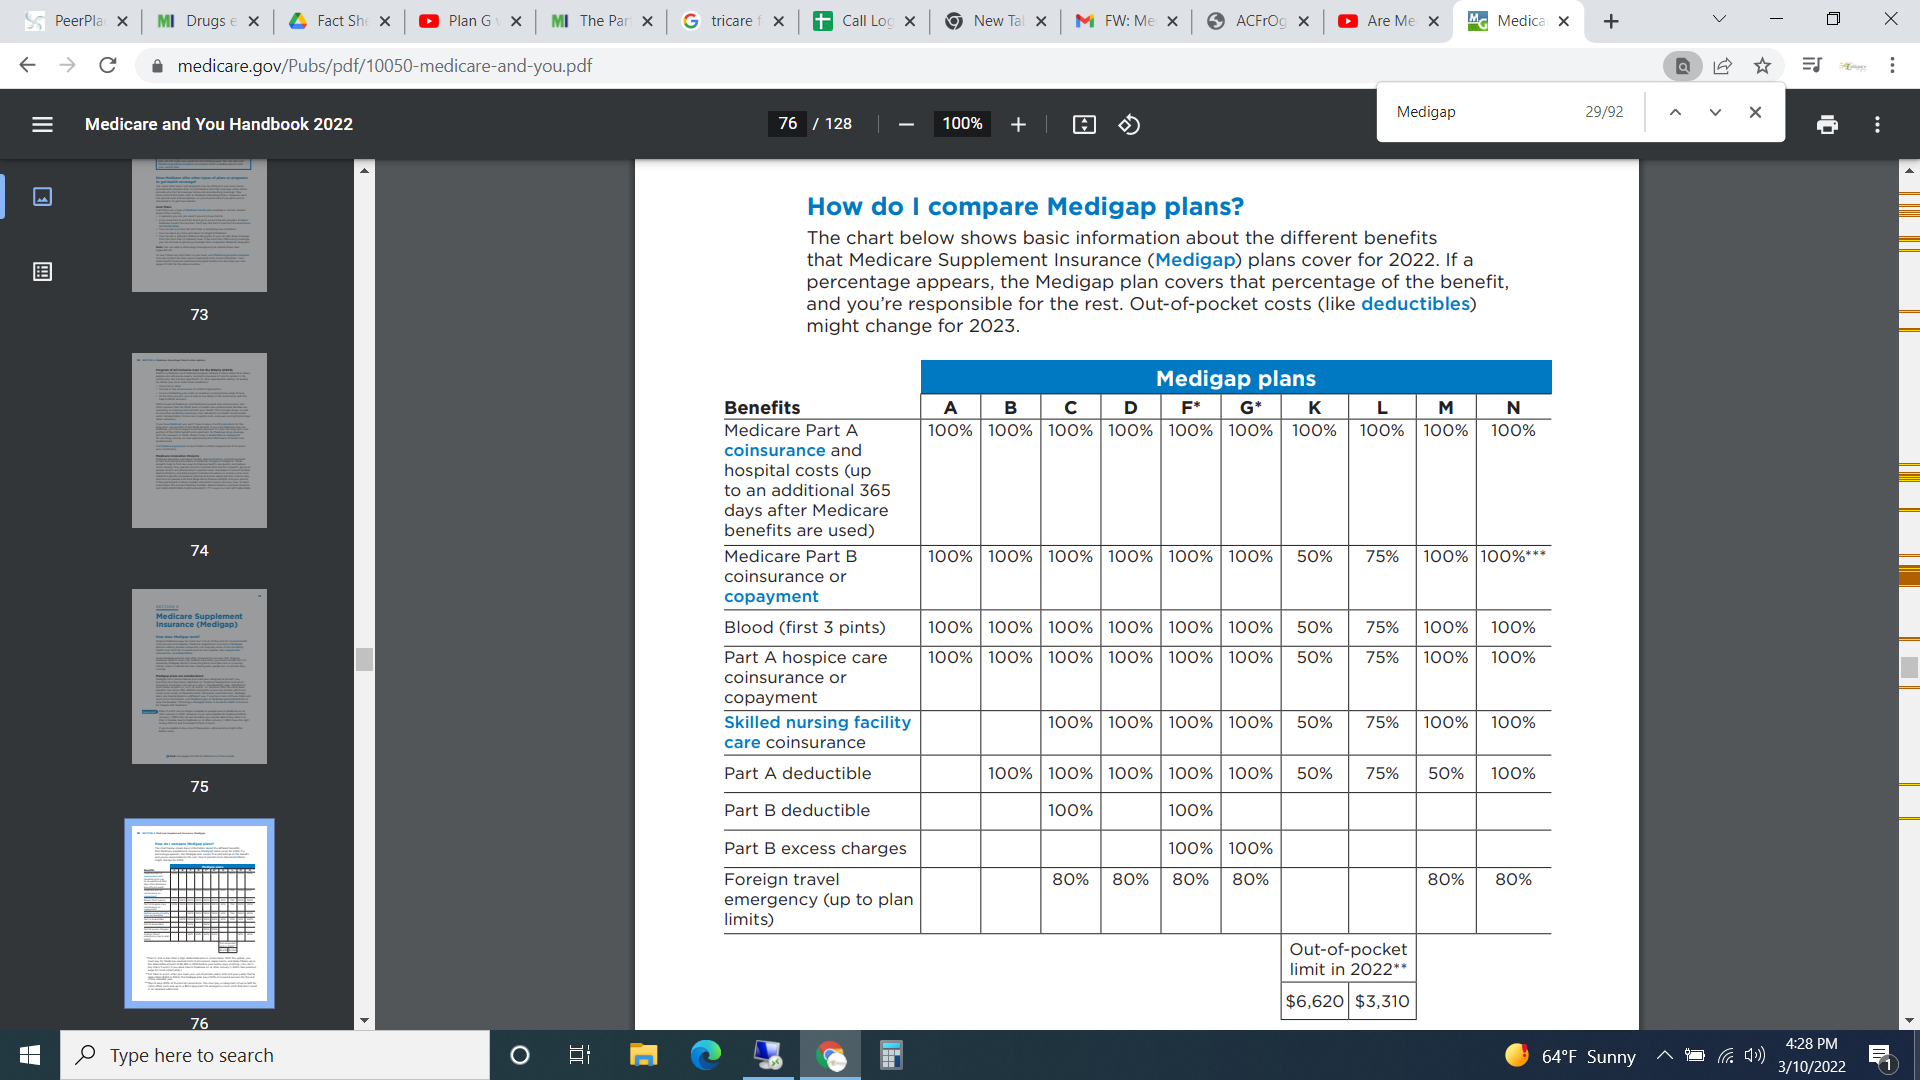 PeerPla
MI Drugs e
Fact She
Plan G v
MI The Par
tricare f
Call Log
New Tab
FW: Me
ACFrOg
Are Me
Medica
medicare.gov/Pubs/pdf/10050-medicare-and-you.pdf
Medicare and You Handbook 2022
76 / 128
100%
Medigap 29/92
73
74
Medicare Supplement
Insurance (Medigap)
75
76
How do I compare Medigap plans?
The chart below shows basic information about the different benefits
that Medicare Supplement Insurance (Medigap) plans cover for 2022. If a
percentage appears, the Medigap plan covers that percentage of the benefit,
and you’re responsible for the rest. Out-of-pocket costs (like deductibles)
might change for 2023.
Medigap plans
Benefits A B C D F* G* K L M N
Medicare Part A 100% 100% 100% 100% 100% 100% 100% 100% 100% 100%
coinsurance and
hospital costs (up
to an additional 365
days after Medicare
benefits are used)
Medicare Part B 100% 100% 100% 100% 100% 100% 50% 75% 100% 100%***
coinsurance or
copayment
Blood (first 3 pints) 100% 100% 100% 100% 100% 100% 50% 75% 100% 100%
Part A hospice care 100% 100% 100% 100% 100% 100% 50% 75% 100% 100%
coinsurance or
copayment
Skilled nursing facility 100% 100% 100% 100% 50% 75% 100% 100%
care coinsurance
Part A deductible 100% 100% 100% 100% 100% 50% 75% 50% 100%
Part B deductible 100% 100%
Part B excess charges 100% 100%
Foreign travel 80% 80% 80% 80% 80% 80%
emergency (up to plan
limits)
Out-of-pocket
limit in 2022**
$6,620 $3,310
Type here to search
64°F Sunny
4:28 PM
3/10/2022
1